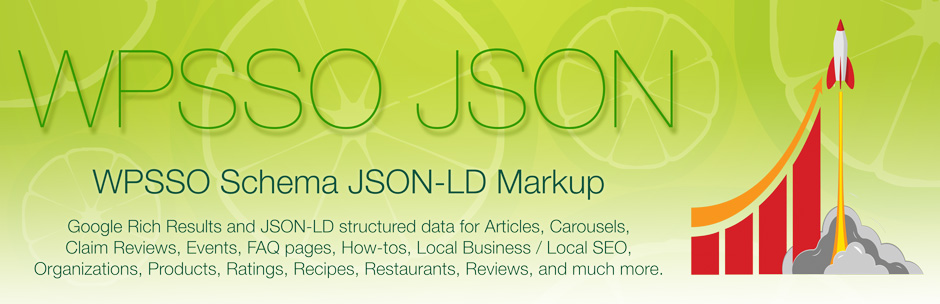 WPSSO JSON
WPSSO Schema JSON-LD Markup
Google Rich Results and JSON-LD structured data for Articles, Carousels,
Claim Reviews, Events, FAQ pages, How-tos, Local Business / Local SEO,
Organizations, Products, Ratings, Recipes, Restaurants, Reviews, and much more.